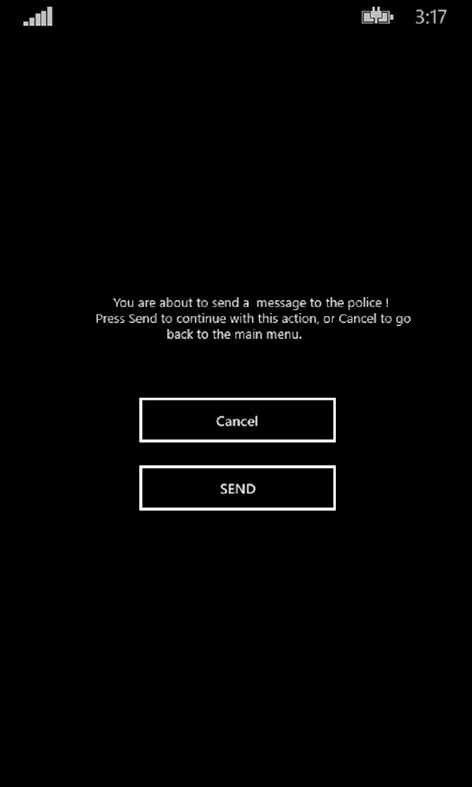 3:17
You are about to send a  message to the police !
Press Send to continue with this action, or Cancel to go
back to the main menu.
Cancel
SEND